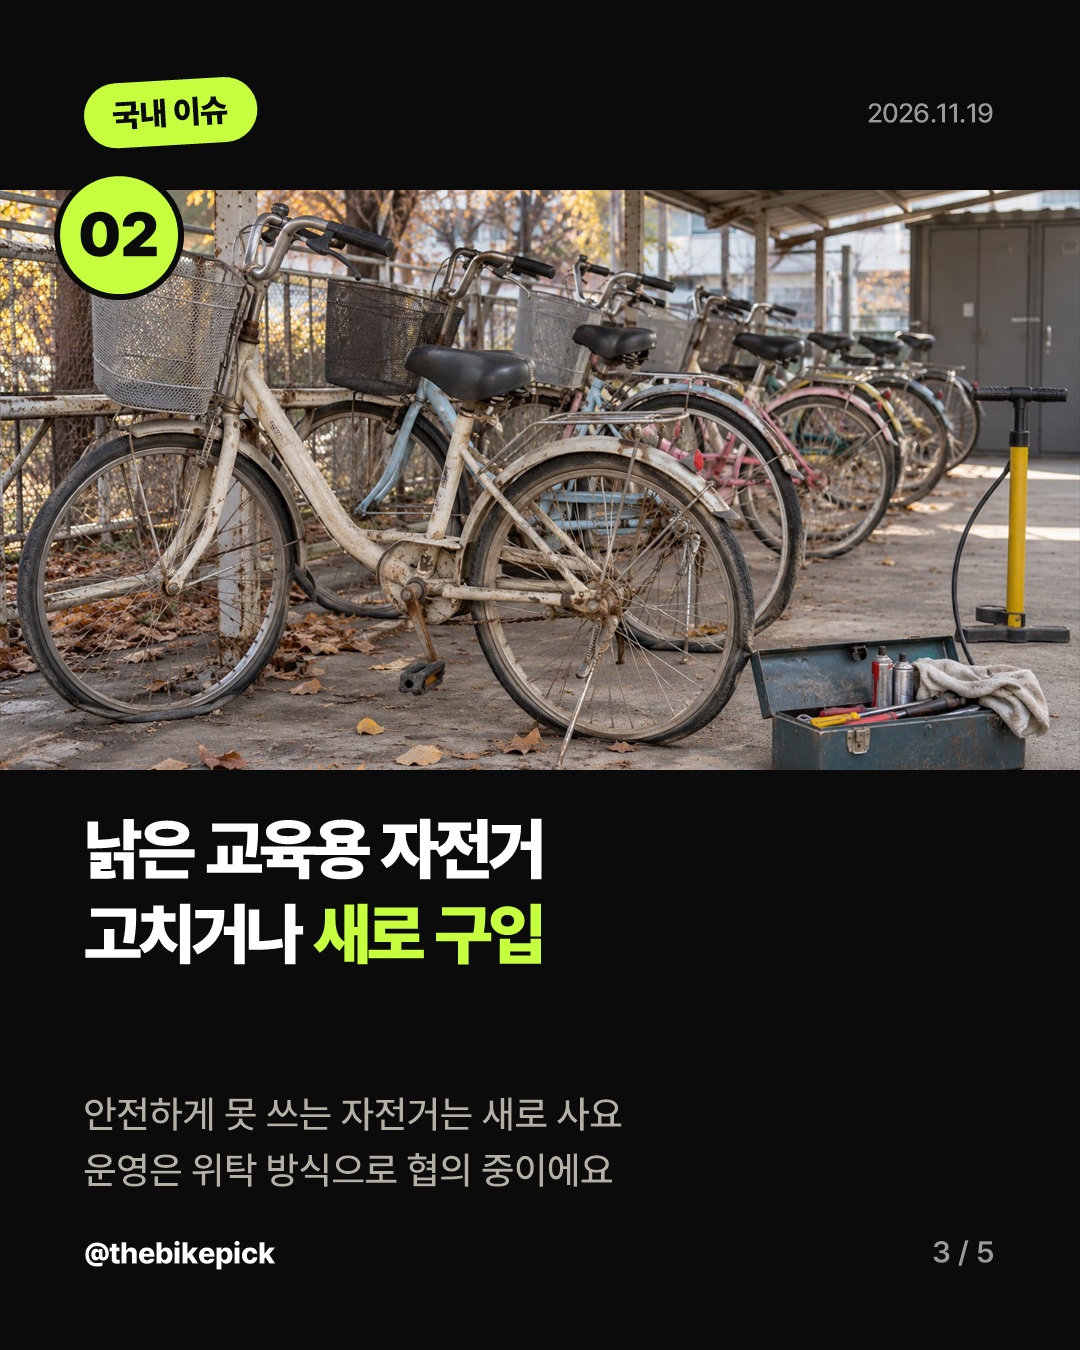 국내 이슈
2026.11.19
02
낡은 교육용 자전거
고치거나 새로 구입
안전하게 못 쓰는 자전거는 새로 사요
운영은 위탁 방식으로 협의 중이에요
@thebikepick
3 / 5